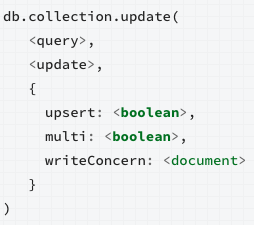 db.collection.update(
   <query>,
   <update>,
   {
     upsert: <boolean>,
     multi: <boolean>,
     writeConcern: <document>
   }
)